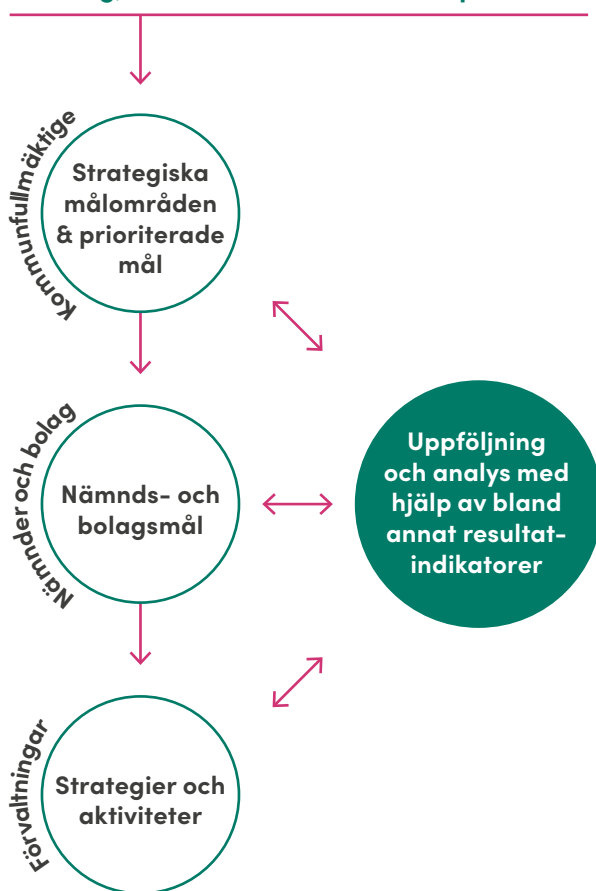 Kommunfullmäktige
Strategiska
målområden
& prioriterade
mål
Nämnder och bolag
Nämnds- och
bolagsmål
Uppföljning
och analys med
hjälp av bland
annat resultat-
indikatorer
Förvaltningar
Strategier och
aktiviteter